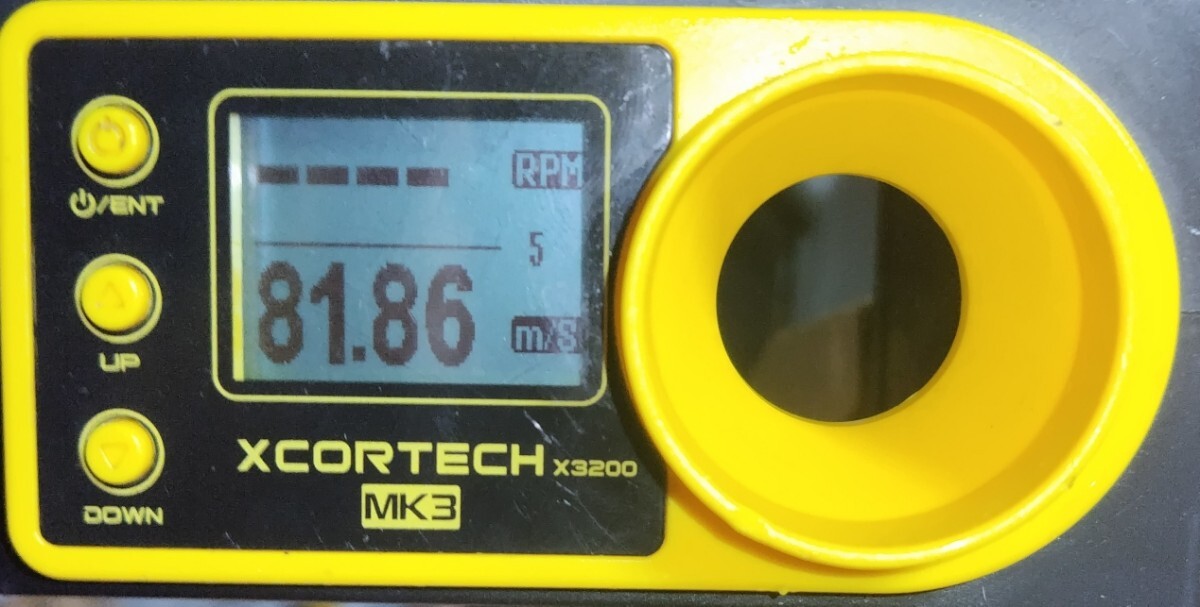 ---- RPM
5
81.86 m/S
⏻/ENT
UP
DOWN
XCORTECH X3200
MK3